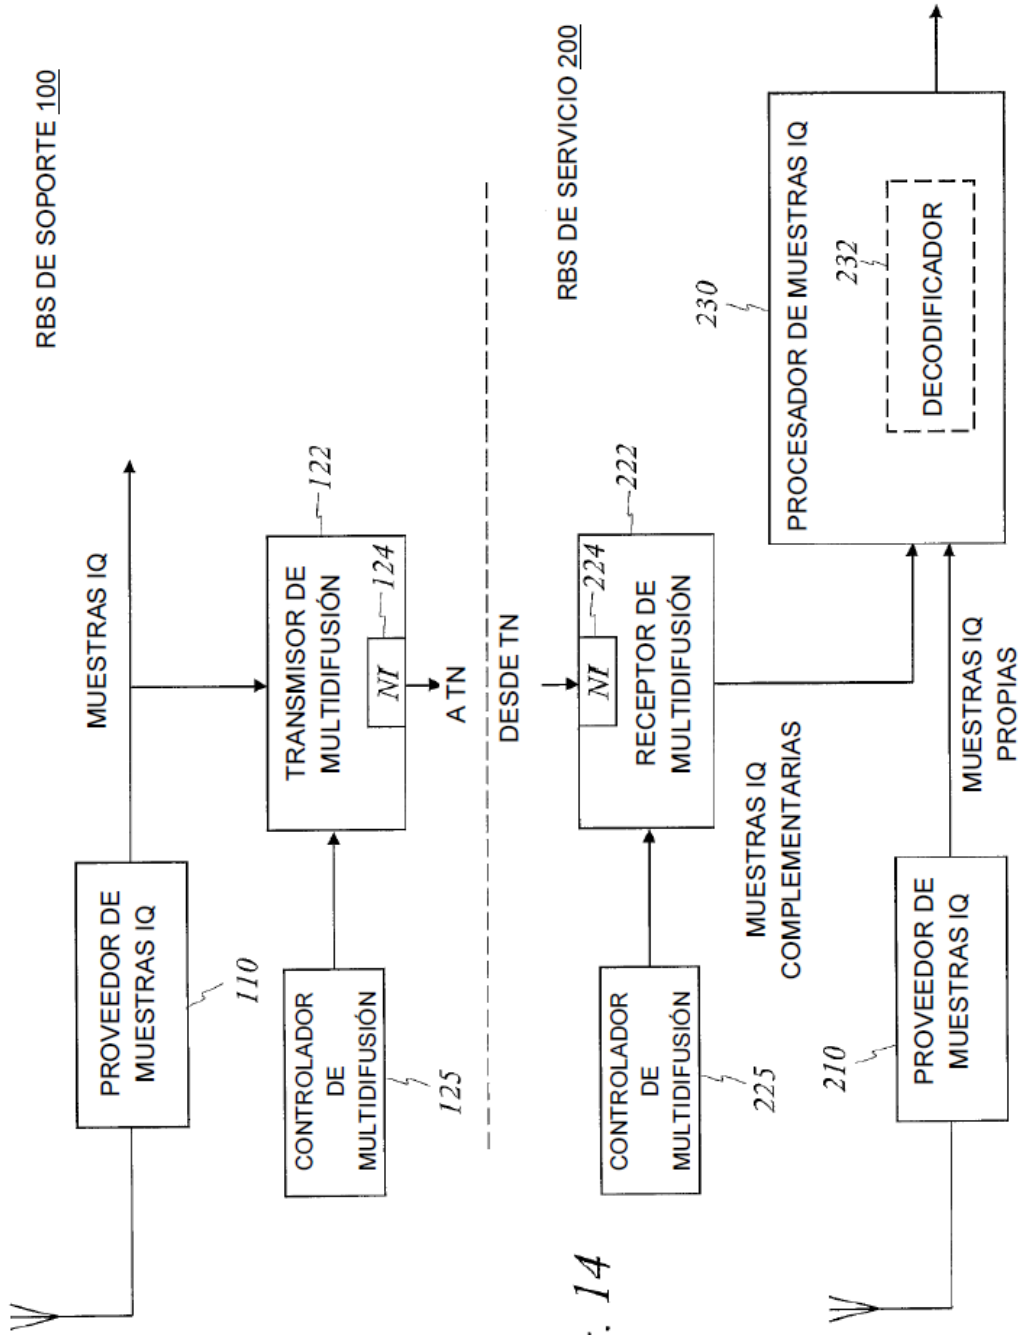 RBS DE SOPORTE 100
MUESTRAS IQ
PROVEEDOR DE
MUESTRAS IQ
110
TRANSMISOR DE
MULTIDIFUSIÓN
122
NI
124
CONTROLADOR
DE
MULTIDIFUSIÓN
125
A TN
DESDE TN
RBS DE SERVICIO 200
NI
224
RECEPTOR DE
MULTIDIFUSIÓN
222
CONTROLADOR
DE
MULTIDIFUSIÓN
225
MUESTRAS IQ
COMPLEMENTARIAS
230
PROCESADOR DE MUESTRAS IQ
232
DECODIFICADOR
210
PROVEEDOR DE
MUESTRAS IQ
MUESTRAS IQ
PROPIAS
14